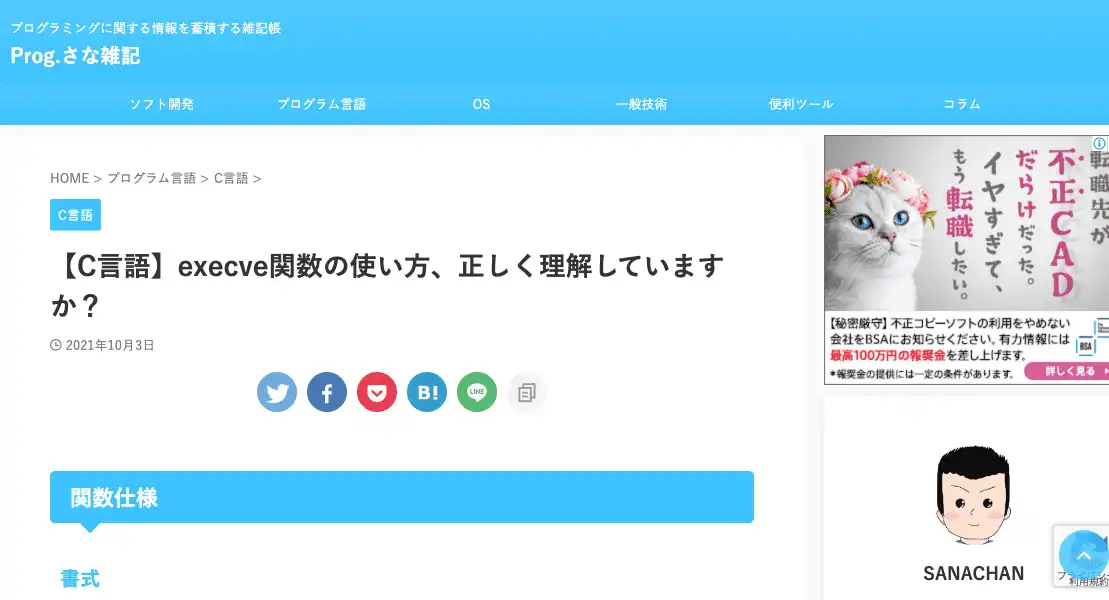 プログラミングに関する情報を蓄積する雑記帳
Prog.さな雑記
ソフト開発
プログラム言語
OS
一般技術
便利ツール
コラム
HOME > プログラム言語 > C言語 >
C言語
【C言語】execve関数の使い方、正しく理解しています
か？
2021年10月3日
B!
LINE
関数仕様
書式
転職先が
不正CAD
だらけだった。
イヤすぎて、
もう転職したい。
【秘密厳守】不正コピーソフトの利用をやめない
会社をBSAにお知らせください。有力情報には
最高100万円の報奨金を差し上げます。
*報奨金の提供には一定の条件があります。
BSA
詳しく見る
SANACHAN
利用規約